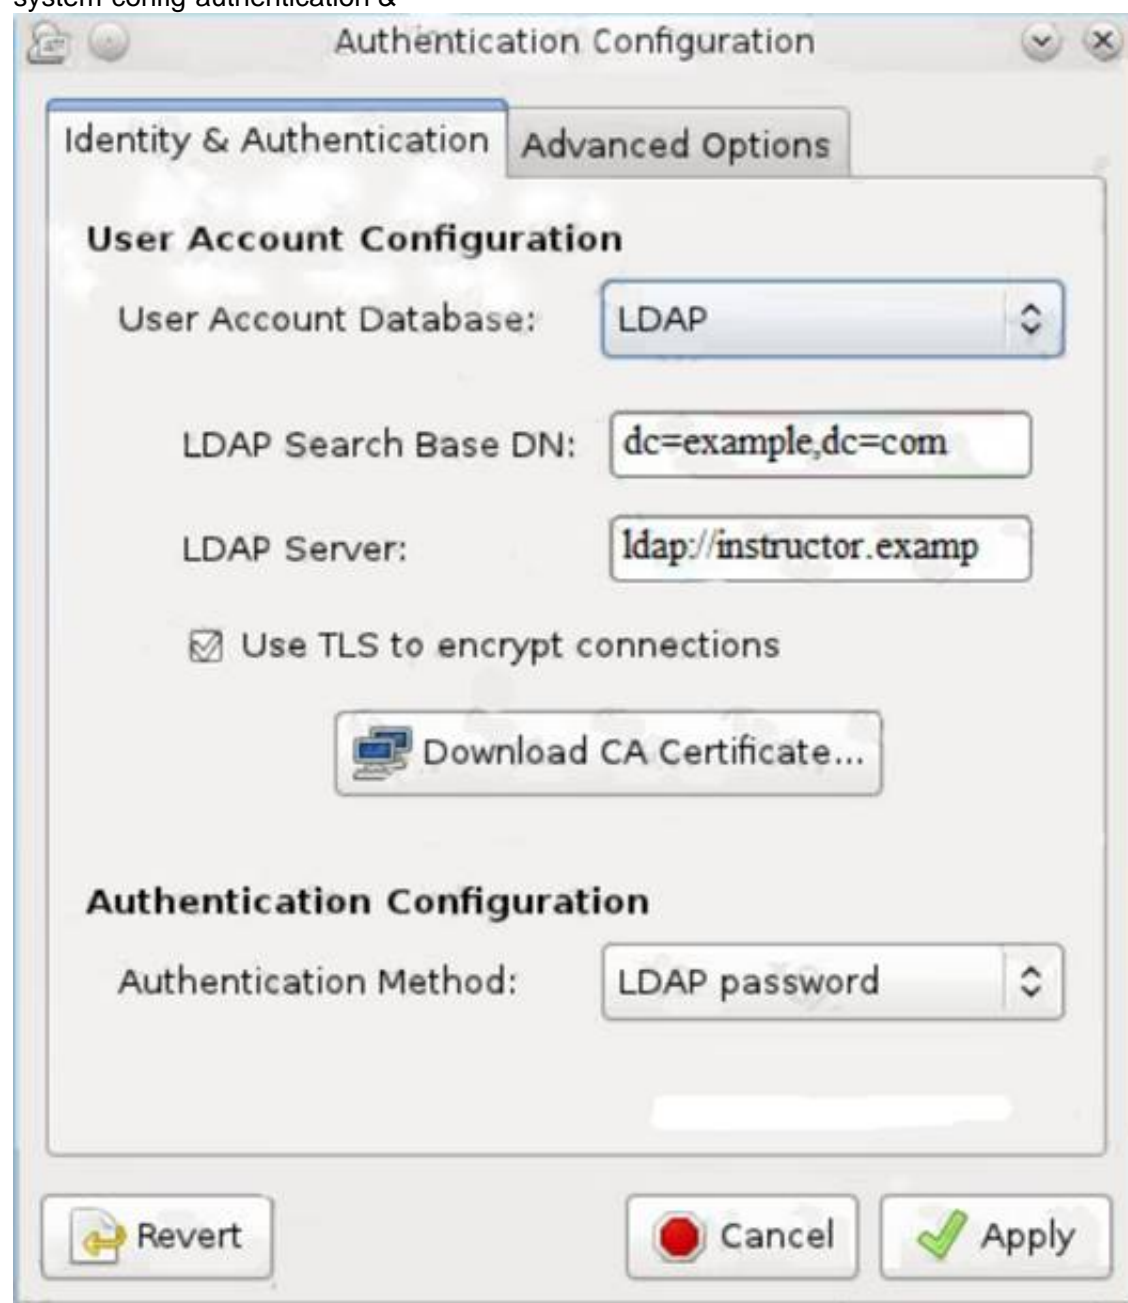 system-config-authentication &
Authentication Configuration
Identity & Authentication
Advanced Options
User Account Configuration
User Account Database: LDAP
LDAP Search Base DN: dc=example,dc=com
LDAP Server: ldap://instructor.examp
Use TLS to encrypt connections
Download CA Certificate...
Authentication Configuration
Authentication Method: LDAP password
Revert
Cancel
Apply